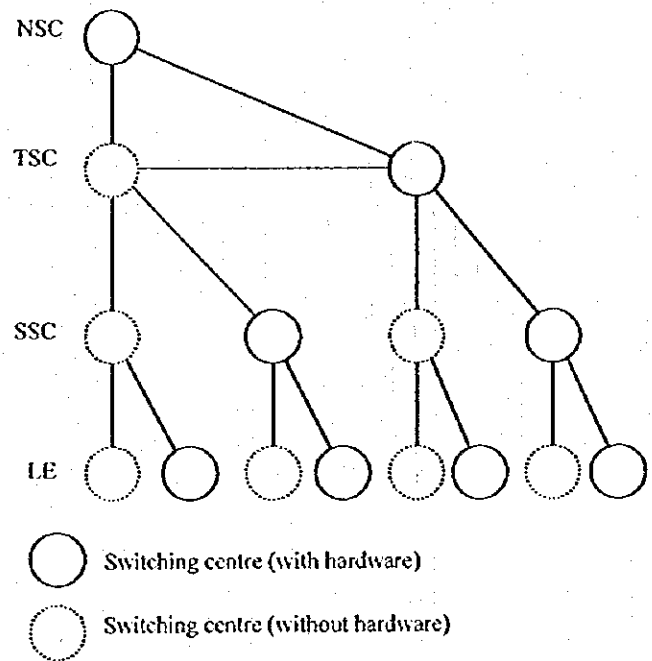 NSC
TSC
SSC
LE
Switching centre (with hardware)
Switching centre (without hardware)